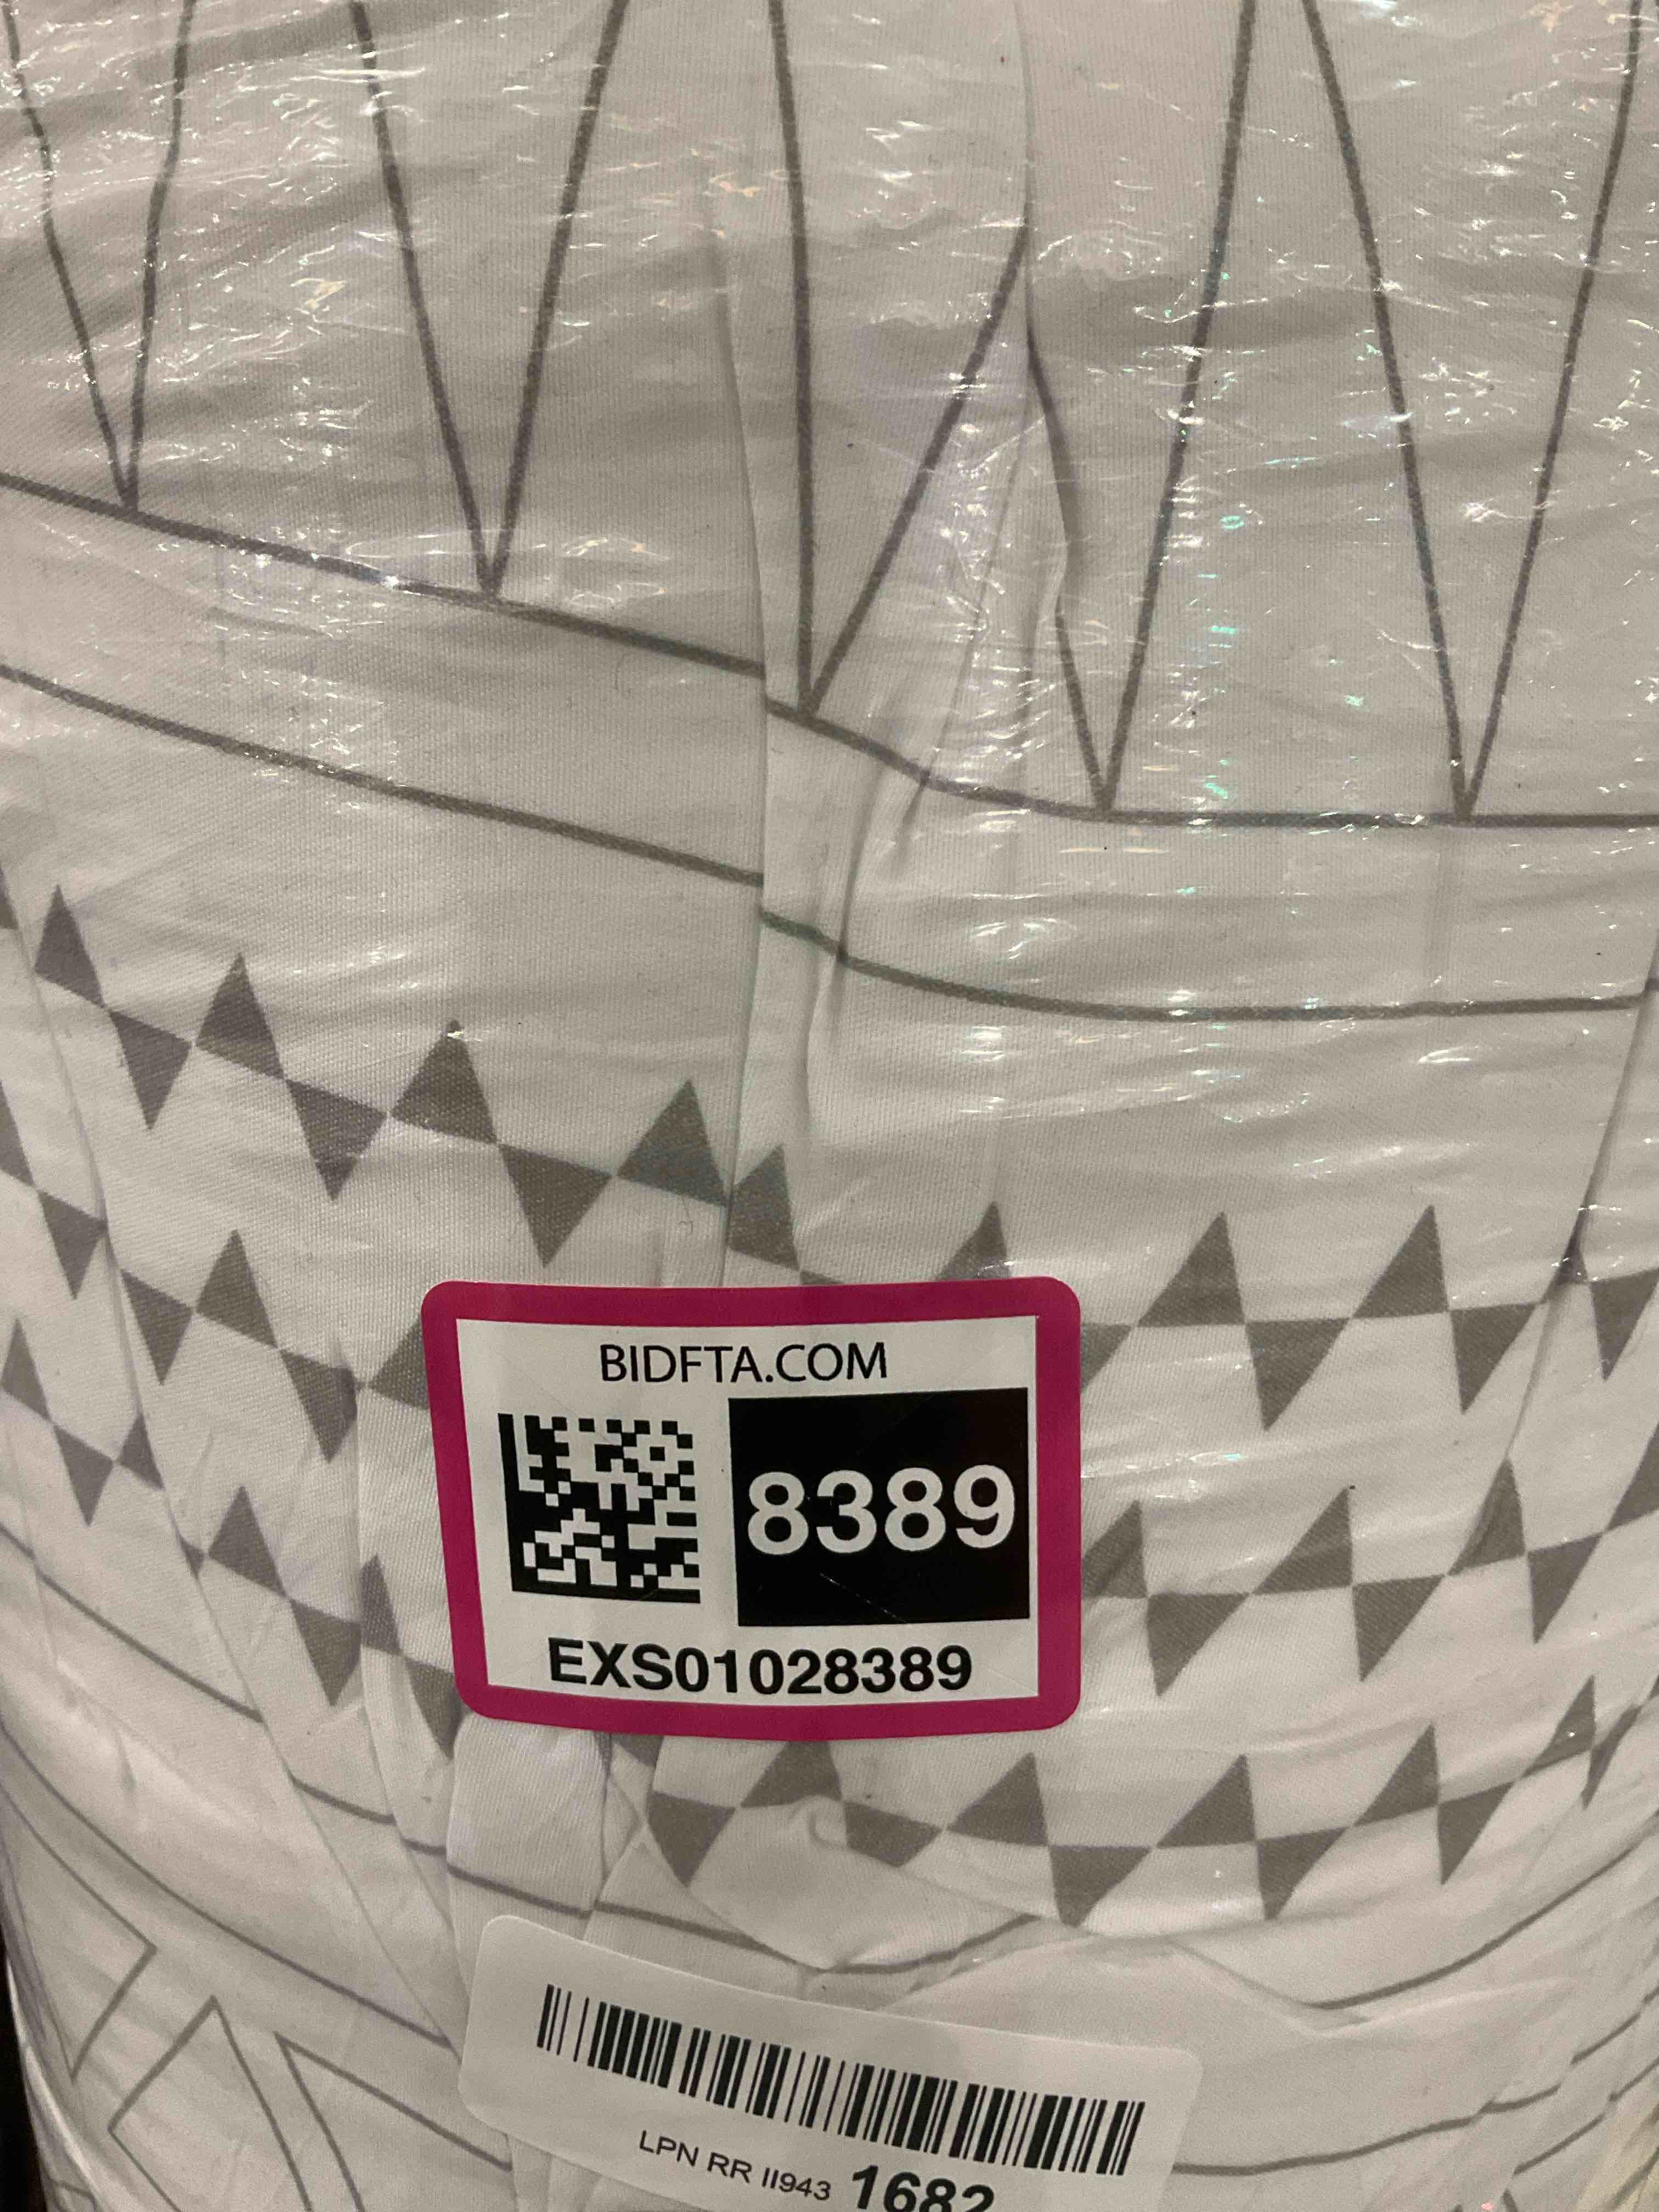 BIDFTA.COM
8389
EXS01028389
LPN RR II943 1682